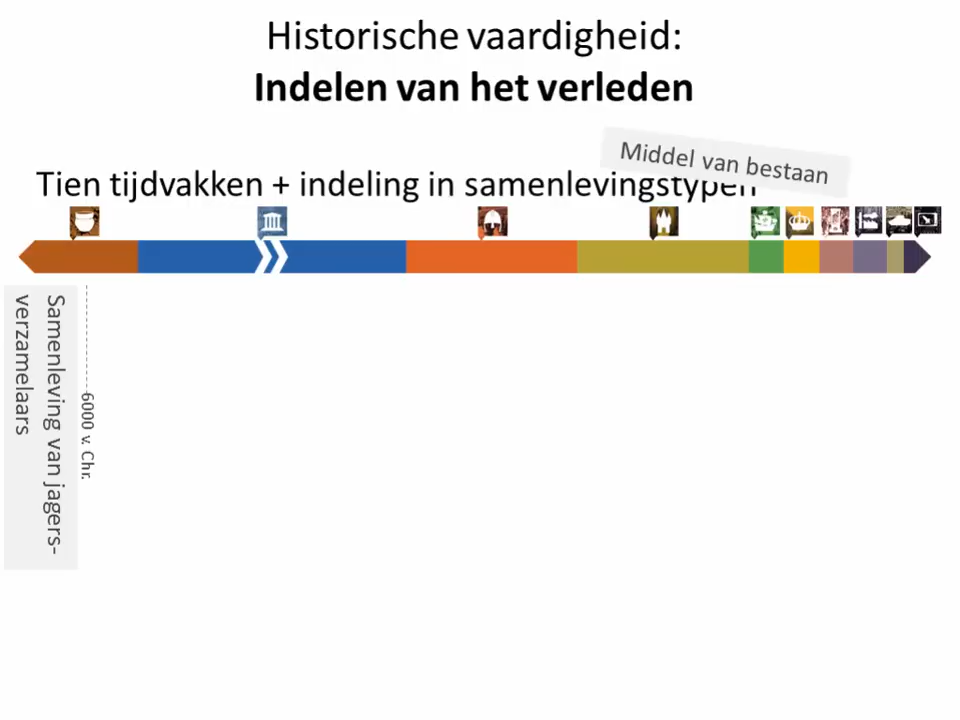 Historische vaardigheid:
Indelen van het verleden
Middel van bestaan
Tien tijdvakken + indeling in samenlevingstypen
Samenleving van jagers-
verzamelaars
6000 v. Chr.